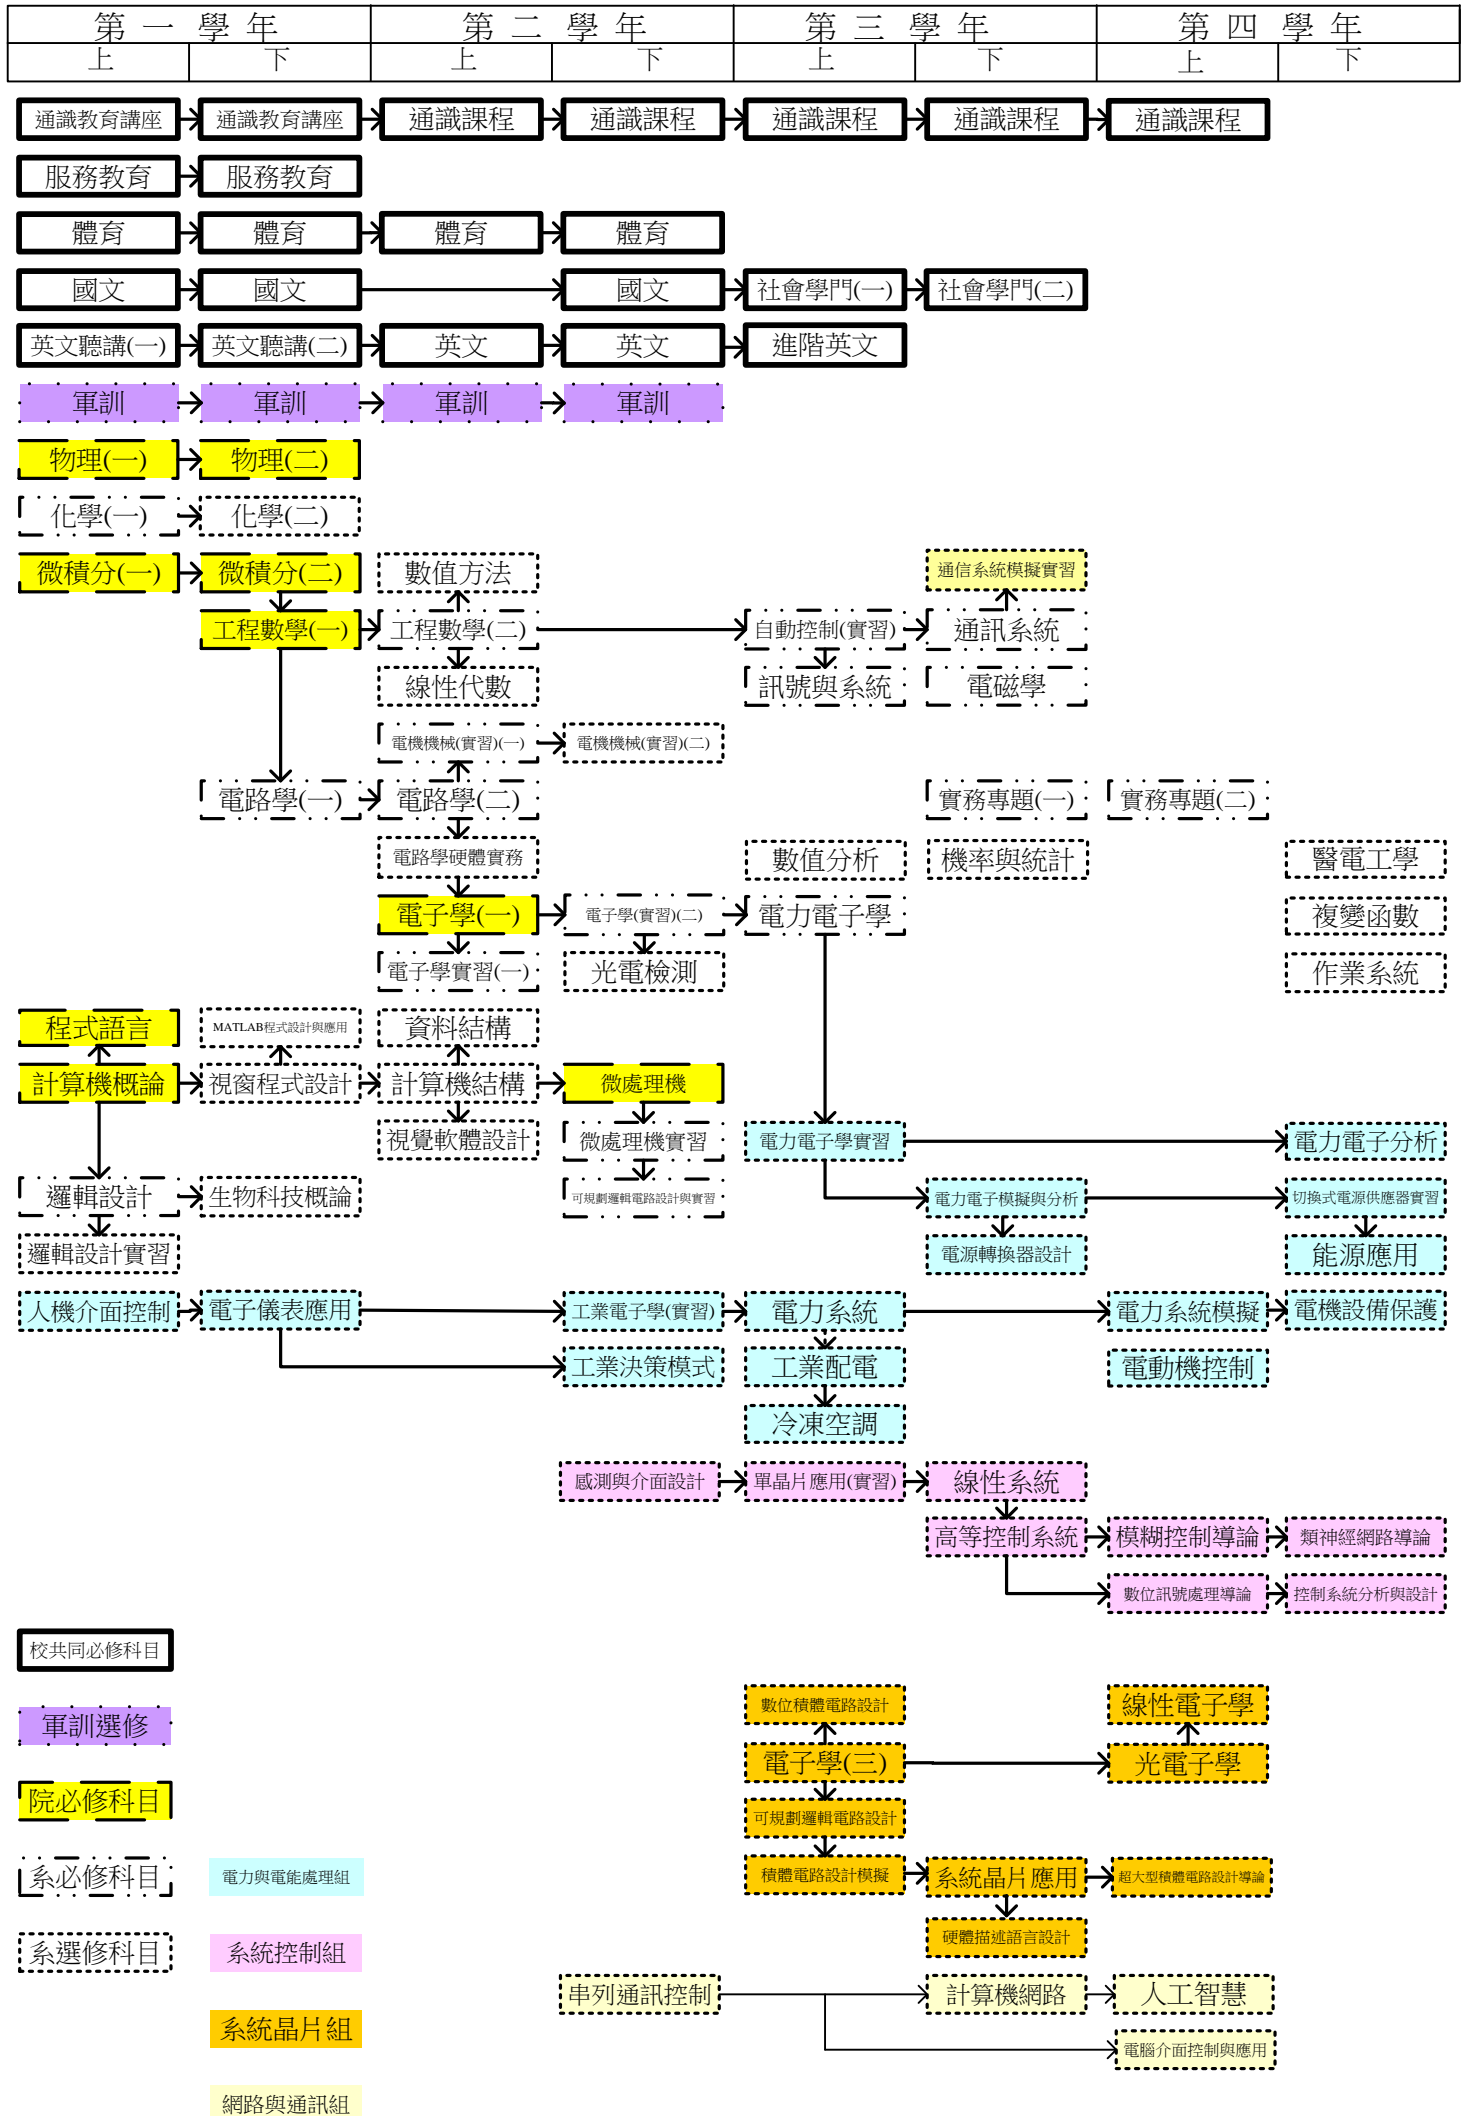 第一學年 第二學年 第三學年 第四學年
上 下 上 下 上 下 上 下
通識教育講座 通識教育講座 通識課程 通識課程 通識課程 通識課程 通識課程
服務教育 服務教育
體育 體育 體育 體育
國文 國文 國文 社會學門(一) 社會學門(二)
英文聽講(一) 英文聽講(二) 英文 英文 進階英文
軍訓 軍訓 軍訓 軍訓
物理(一) 物理(二)
化學(一) 化學(二)
微積分(一) 微積分(二) 數值方法 通信系統模擬實習
工程數學(一) 工程數學(二) 自動控制(實習) 通訊系統
線性代數 訊號與系統 電磁學
電機機械(實習)(一) 電機機械(實習)(二)
電路學(一) 電路學(二) 實務專題(一) 實務專題(二)
電路學硬體實務 數值分析 機率與統計 醫電工學
電子學(一) 電子學(實習)(二) 電力電子學 複變函數
電子學實習(一) 光電檢測 作業系統
程式語言 MATLAB程式設計與應用 資料結構
計算機概論 視窗程式設計 計算機結構 微處理機
視覺軟體設計 微處理機實習 電力電子學實習 電力電子分析
邏輯設計 生物科技概論 可規劃邏輯電路設計與實習 電力電子模擬與分析 切換式電源供應器實習
邏輯設計實習 電源轉換器設計 能源應用
人機介面控制 電子儀表應用 工業電子學(實習) 電力系統 電力系統模擬 電機設備保護
工業決策模式 工業配電 電動機控制
冷凍空調
感測與介面設計 單晶片應用(實習) 線性系統
高等控制系統 模糊控制導論 類神經網路導論
數位訊號處理導論 控制系統分析與設計
校共同必修科目
數位積體電路設計 線性電子學
軍訓選修
電子學(三) 光電子學
院必修科目
可規劃邏輯電路設計
系必修科目 電力與電能處理組 積體電路設計模擬 系統晶片應用 超大型積體電路設計導論
硬體描述語言設計
系選修科目 系統控制組
串列通訊控制 計算機網路 人工智慧
系統晶片組
電腦介面控制與應用
網路與通訊組